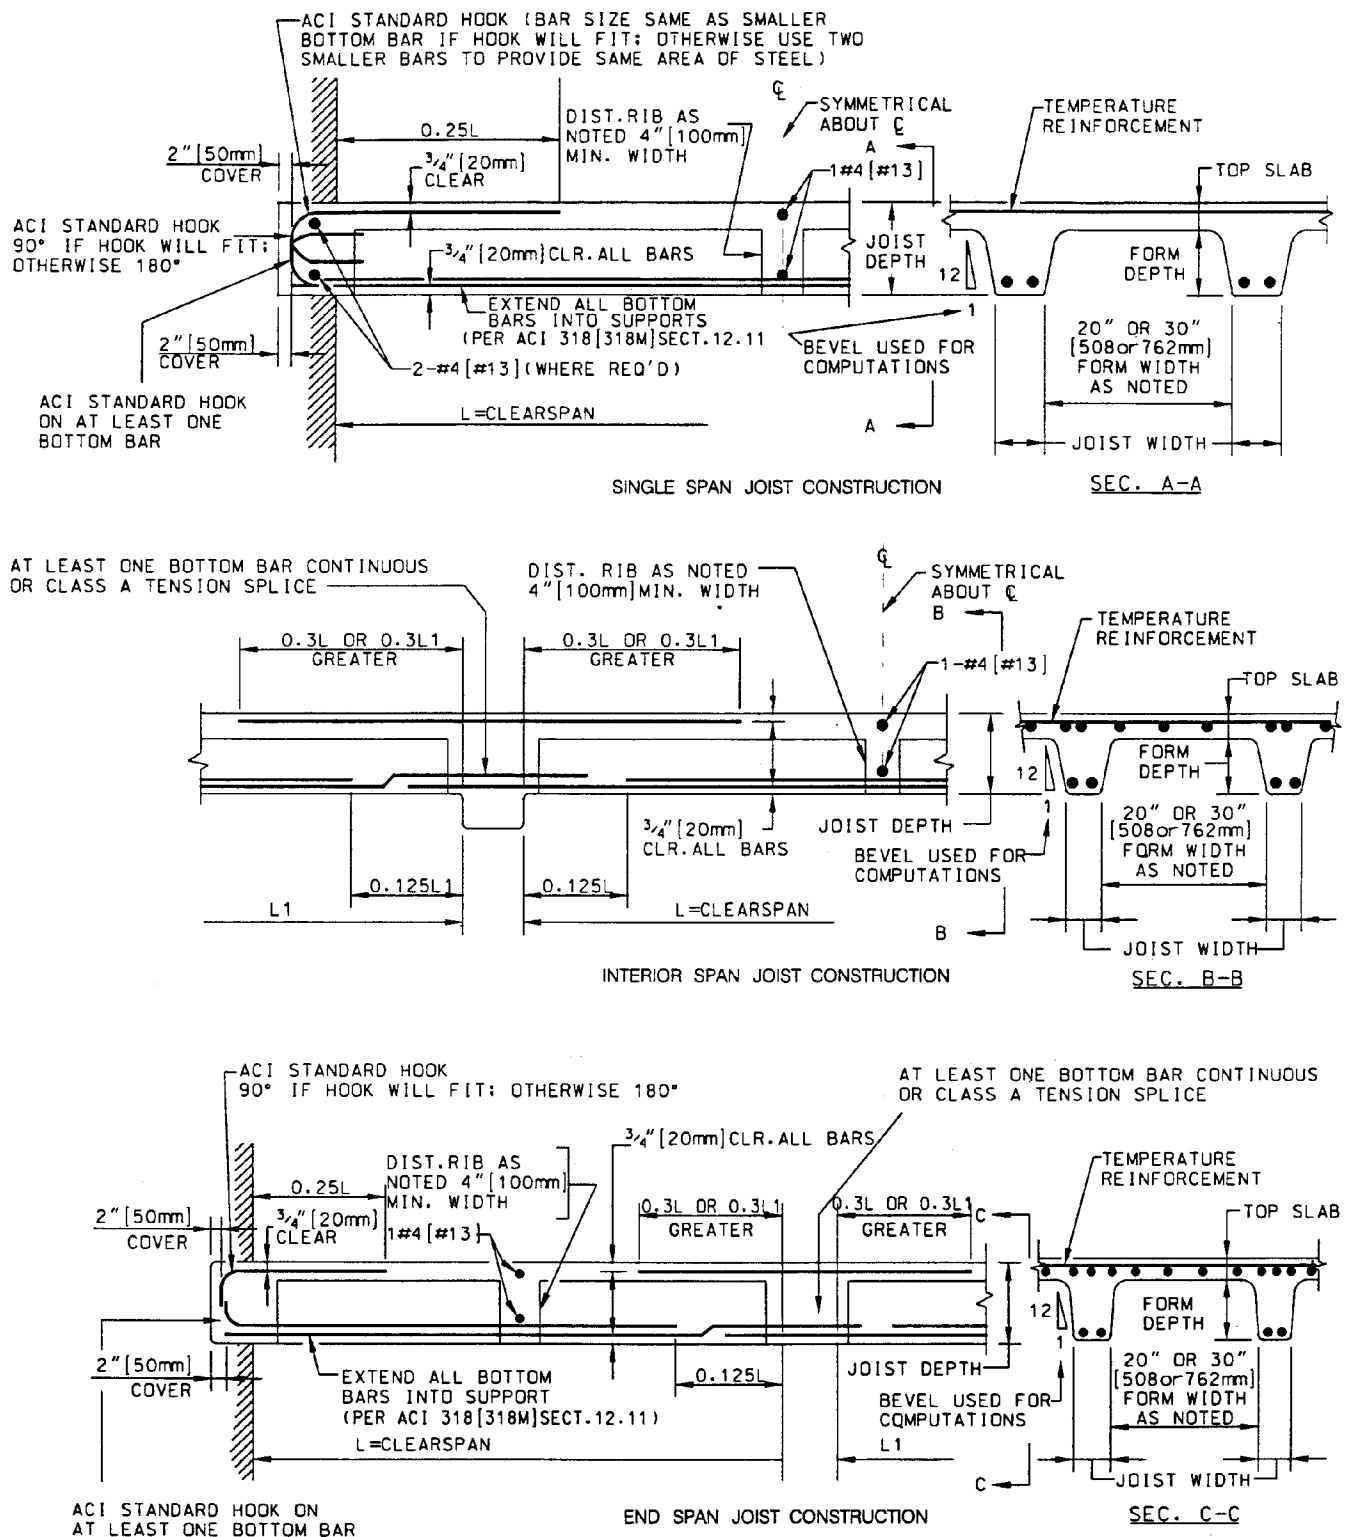 ACI STANDARD HOOK (BAR SIZE SAME AS SMALLER
BOTTOM BAR IF HOOK WILL FIT; OTHERWISE USE TWO
SMALLER BARS TO PROVIDE SAME AREA OF STEEL)
0.25L
DIST.RIB AS
NOTED 4"[100mm]
MIN. WIDTH
℄
SYMMETRICAL
ABOUT ℄
A
TEMPERATURE
REINFORCEMENT
2"[50mm]
COVER
3/4"[20mm]
CLEAR
1#4[#13]
TOP SLAB
ACI STANDARD HOOK
90° IF HOOK WILL FIT;
OTHERWISE 180°
3/4"[20mm]CLR.ALL BARS
JOIST
DEPTH
12
1
FORM
DEPTH
EXTEND ALL BOTTOM
BARS INTO SUPPORTS
(PER ACI 318[318M]SECT.12.11
2"[50mm]
COVER
2-#4[#13](WHERE REQ'D)
BEVEL USED FOR
COMPUTATIONS
20" OR 30"
[508or762mm]
FORM WIDTH
AS NOTED
ACI STANDARD HOOK
ON AT LEAST ONE
BOTTOM BAR
L=CLEARSPAN
A
JOIST WIDTH
SINGLE SPAN JOIST CONSTRUCTION
SEC. A-A
AT LEAST ONE BOTTOM BAR CONTINUOUS
OR CLASS A TENSION SPLICE
DIST. RIB AS NOTED
4"[100mm]MIN. WIDTH
℄
SYMMETRICAL
ABOUT ℄
B
TEMPERATURE
REINFORCEMENT
0.3L OR 0.3L1
GREATER
0.3L OR 0.3L1
GREATER
1-#4[#13]
TOP SLAB
12
1
FORM
DEPTH
3/4"[20mm]
CLR.ALL BARS
JOIST DEPTH
BEVEL USED FOR
COMPUTATIONS
20" OR 30"
[508or762mm]
FORM WIDTH
AS NOTED
0.125L1
0.125L
L1
L=CLEARSPAN
B
JOIST WIDTH
INTERIOR SPAN JOIST CONSTRUCTION
SEC. B-B
ACI STANDARD HOOK
90° IF HOOK WILL FIT; OTHERWISE 180°
AT LEAST ONE BOTTOM BAR CONTINUOUS
OR CLASS A TENSION SPLICE
3/4"[20mm]CLR.ALL BARS
DIST.RIB AS
NOTED 4"[100mm]
MIN. WIDTH
TEMPERATURE
REINFORCEMENT
0.25L
2"[50mm]
COVER
3/4"[20mm]
CLEAR
1#4[#13]
0.3L OR 0.3L1
GREATER
0.3L OR 0.3L1
GREATER
C
TOP SLAB
12
1
FORM
DEPTH
2"[50mm]
COVER
EXTEND ALL BOTTOM
BARS INTO SUPPORT
(PER ACI 318[318M]SECT.12.11)
0.125L
JOIST DEPTH
BEVEL USED FOR
COMPUTATIONS
20" OR 30"
[508or762mm]
FORM WIDTH
AS NOTED
L=CLEARSPAN
L1
C
JOIST WIDTH
ACI STANDARD HOOK ON
AT LEAST ONE BOTTOM BAR
END SPAN JOIST CONSTRUCTION
SEC. C-C